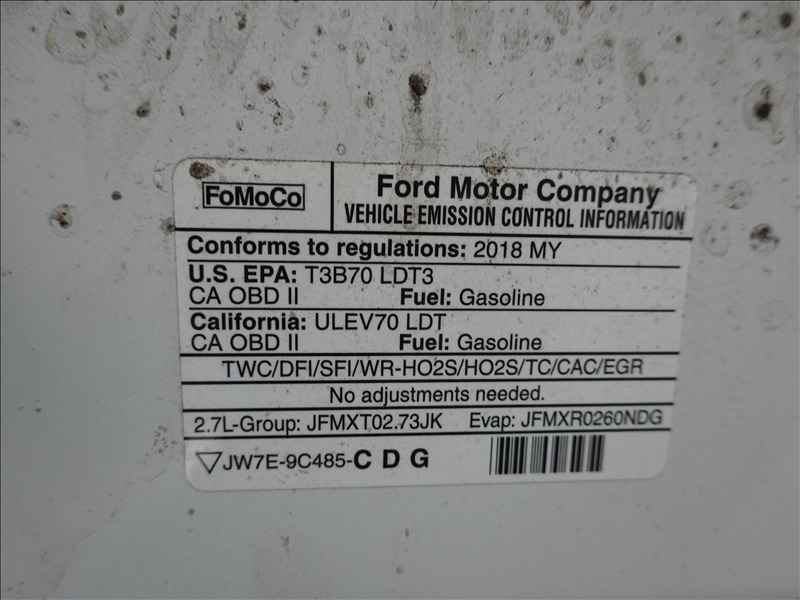 FoMoCo
Ford Motor Company
VEHICLE EMISSION CONTROL INFORMATION
Conforms to regulations: 2018 MY
U.S. EPA: T3B70 LDT3
CA OBD II Fuel: Gasoline
California: ULEV70 LDT
CA OBD II Fuel: Gasoline
TWC/DFI/SFI/WR-HO2S/HO2S/TC/CAC/EGR
No adjustments needed.
2.7L-Group: JFMXT02.73JK Evap: JFMXR0260NDG
JW7E-9C485-C D G